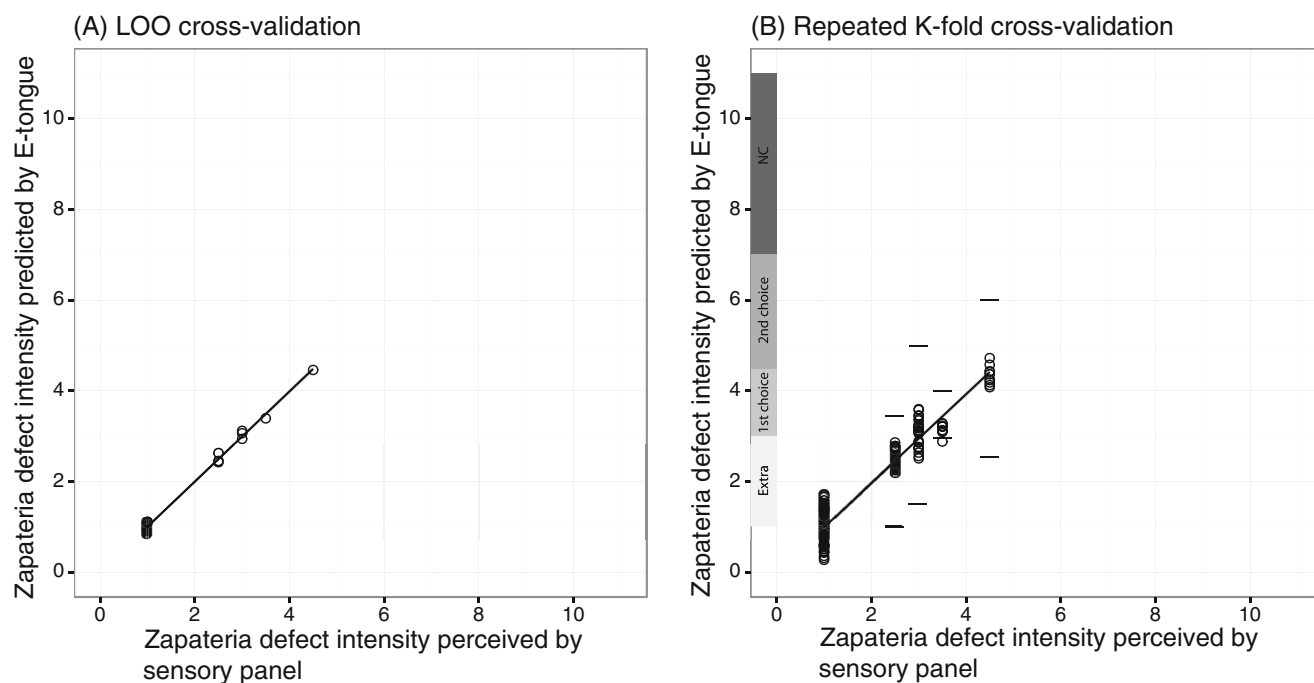 (A) LOO cross-validation
Zapateria defect intensity predicted by E-tongue
10
8
6
4
2
0
0 2 4 6 8 10
Zapateria defect intensity perceived by
sensory panel
(B) Repeated K-fold cross-validation
Zapateria defect intensity predicted by E-tongue
10
8
6
4
2
0
NC
2nd choice
1st choice
Extra
0 2 4 6 8 10
Zapateria defect intensity perceived by
sensory panel